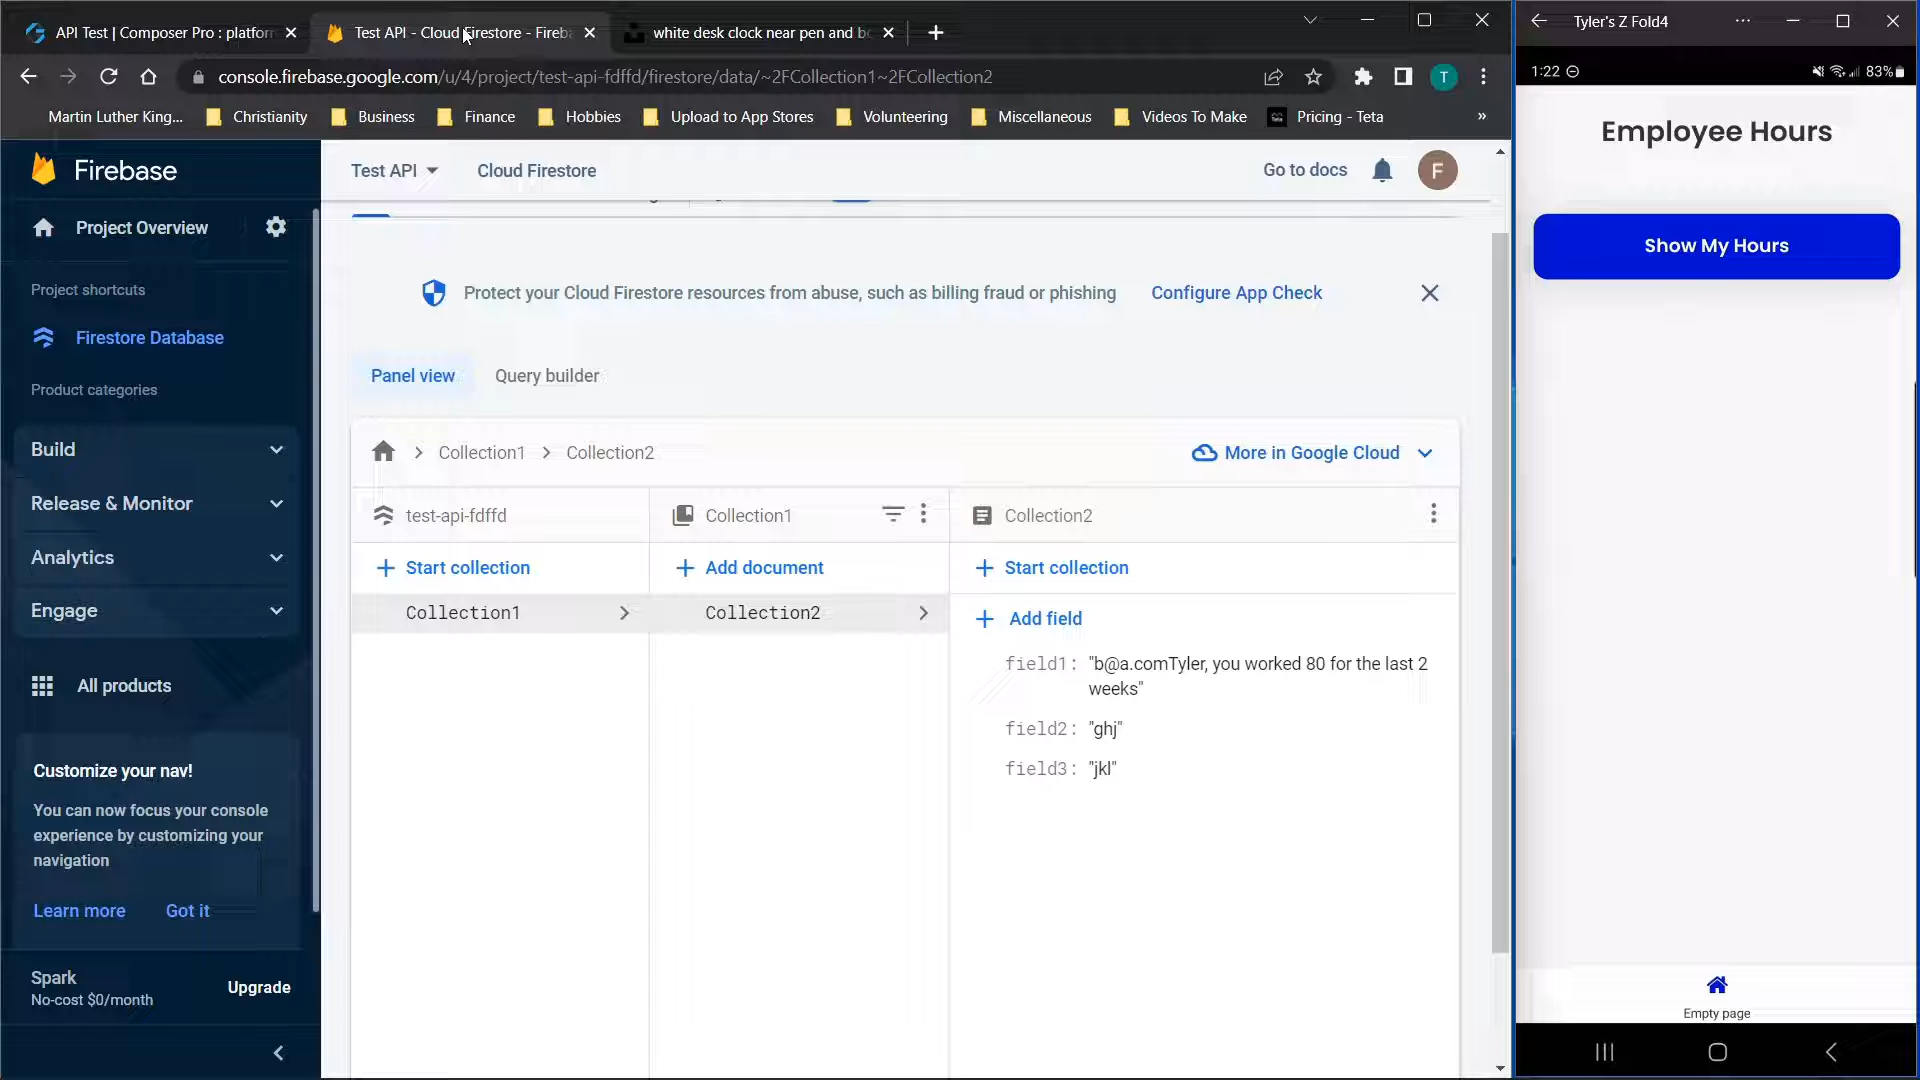 API Test | Composer Pro : platfor
Test API - Cloud Firestore - Fireba
white desk clock near pen and bo
console.firebase.google.com/u/4/project/test-api-fdffd/firestore/data/~2FCollection1~2FCollection2
T
Martin Luther King...
Christianity
Business
Finance
Hobbies
Upload to App Stores
Volunteering
Miscellaneous
Videos To Make
Pricing - Teta
»
Firebase
Project Overview
Project shortcuts
Firestore Database
Product categories
Build
Release & Monitor
Analytics
Engage
All products
Customize your nav!
You can now focus your console
experience by customizing your
navigation
Learn more
Got it
Spark
No-cost $0/month
Upgrade
Test API
Cloud Firestore
Go to docs
F
Protect your Cloud Firestore resources from abuse, such as billing fraud or phishing
Configure App Check
Panel view
Query builder
Collection1
Collection2
More in Google Cloud
test-api-fdffd
Collection1
Collection2
Start collection
Add document
Start collection
Collection1
Collection2
Add field
field1: "b@a.comTyler, you worked 80 for the last 2
weeks"
field2: "ghj"
field3: "jkl"
Tyler's Z Fold4
1:22
83%
Employee Hours
Show My Hours
Empty page